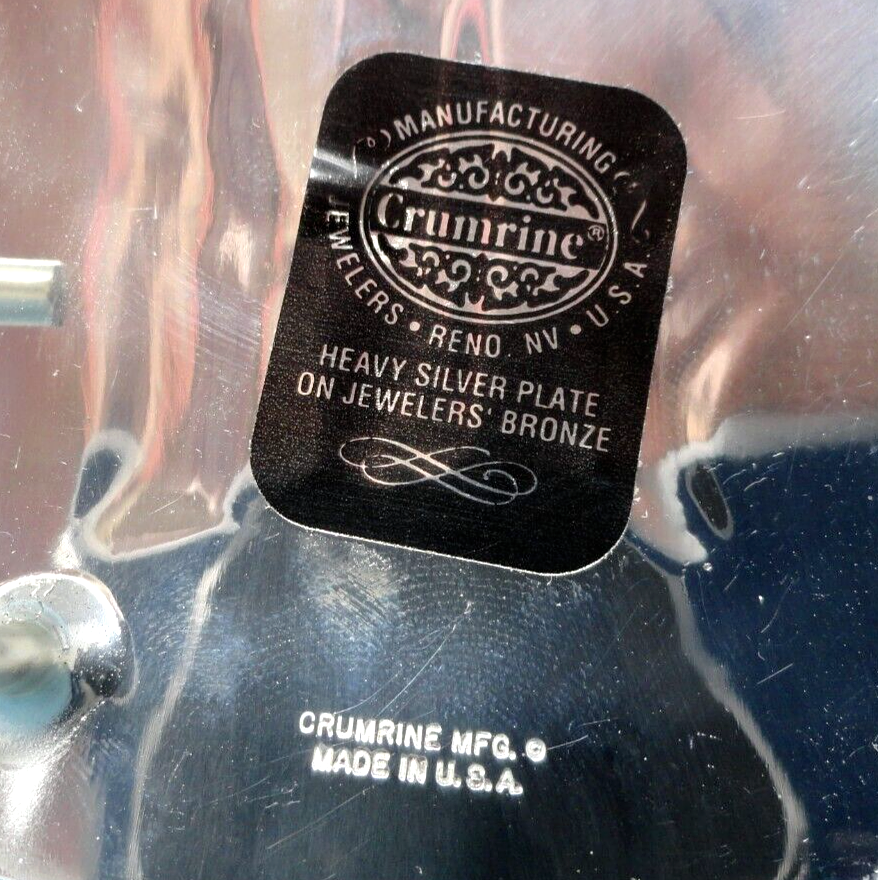 MANUFACTURING
Crumrine®
JEWELERS • RENO, NV • U.S.A.
HEAVY SILVER PLATE
ON JEWELERS' BRONZE
CRUMRINE MFG. ©
MADE IN U.S.A.